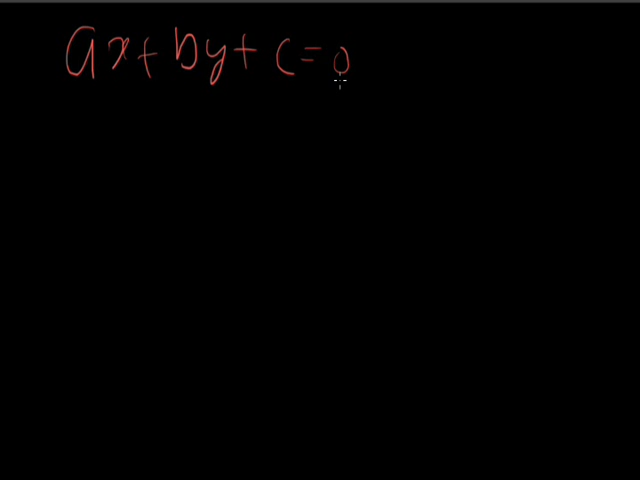 ax + by + c = 0